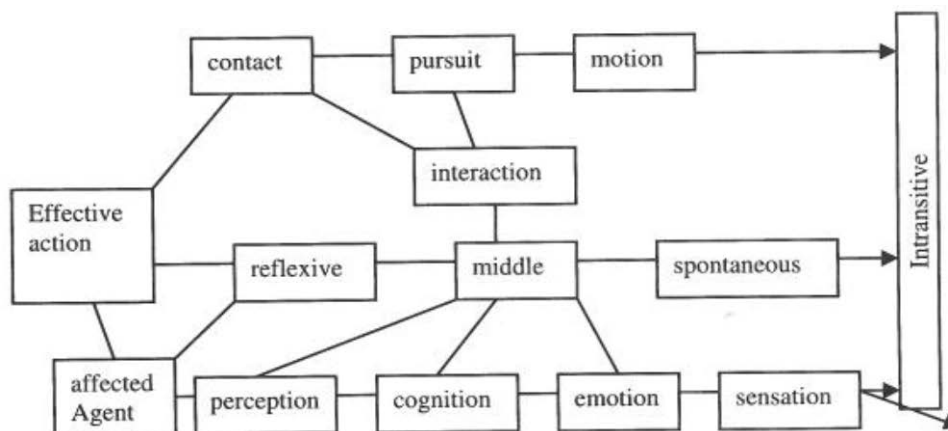 contact
pursuit
motion
interaction
Effective
action
reflexive
middle
spontaneous
Intransitive
affected
Agent
perception
cognition
emotion
sensation